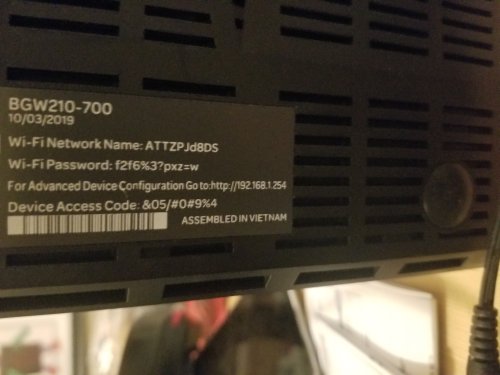 BGW210-700
10/03/2019
Wi-Fi Network Name: ATTZPJd8DS
Wi-Fi Password: f2f6%3?pxz=w
For Advanced Device Configuration Go to:http://192.168.1.254
Device Access Code: &05/#0#9%4
ASSEMBLED IN VIETNAM